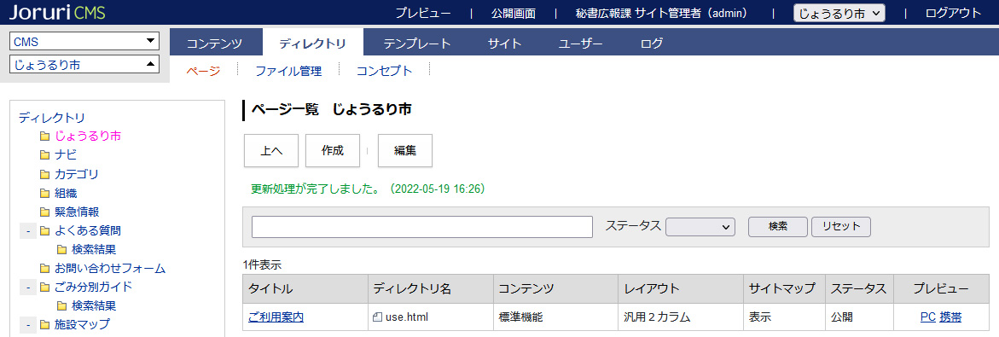 Joruri CMS プレビュー | 公開画面 | 秘書広報課 サイト管理者（admin） | じょうるり市 | ログアウト
CMS
じょうるり市
コンテンツ ディレクトリ テンプレート サイト ユーザー ログ
ページ ファイル管理 コンセプト
ディレクトリ
じょうるり市
ナビ
カテゴリ
組織
緊急情報
- よくある質問
検索結果
お問い合わせフォーム
- ごみ分別ガイド
検索結果
- 施設マップ
ページ一覧 じょうるり市
上へ 作成 | 編集
更新処理が完了しました。（2022-05-19 16:26）
ステータス 検索 リセット
1件表示
タイトル ディレクトリ名 コンテンツ レイアウト サイトマップ ステータス プレビュー
ご利用案内 use.html 標準機能 汎用２カラム 表示 公開 PC 携帯